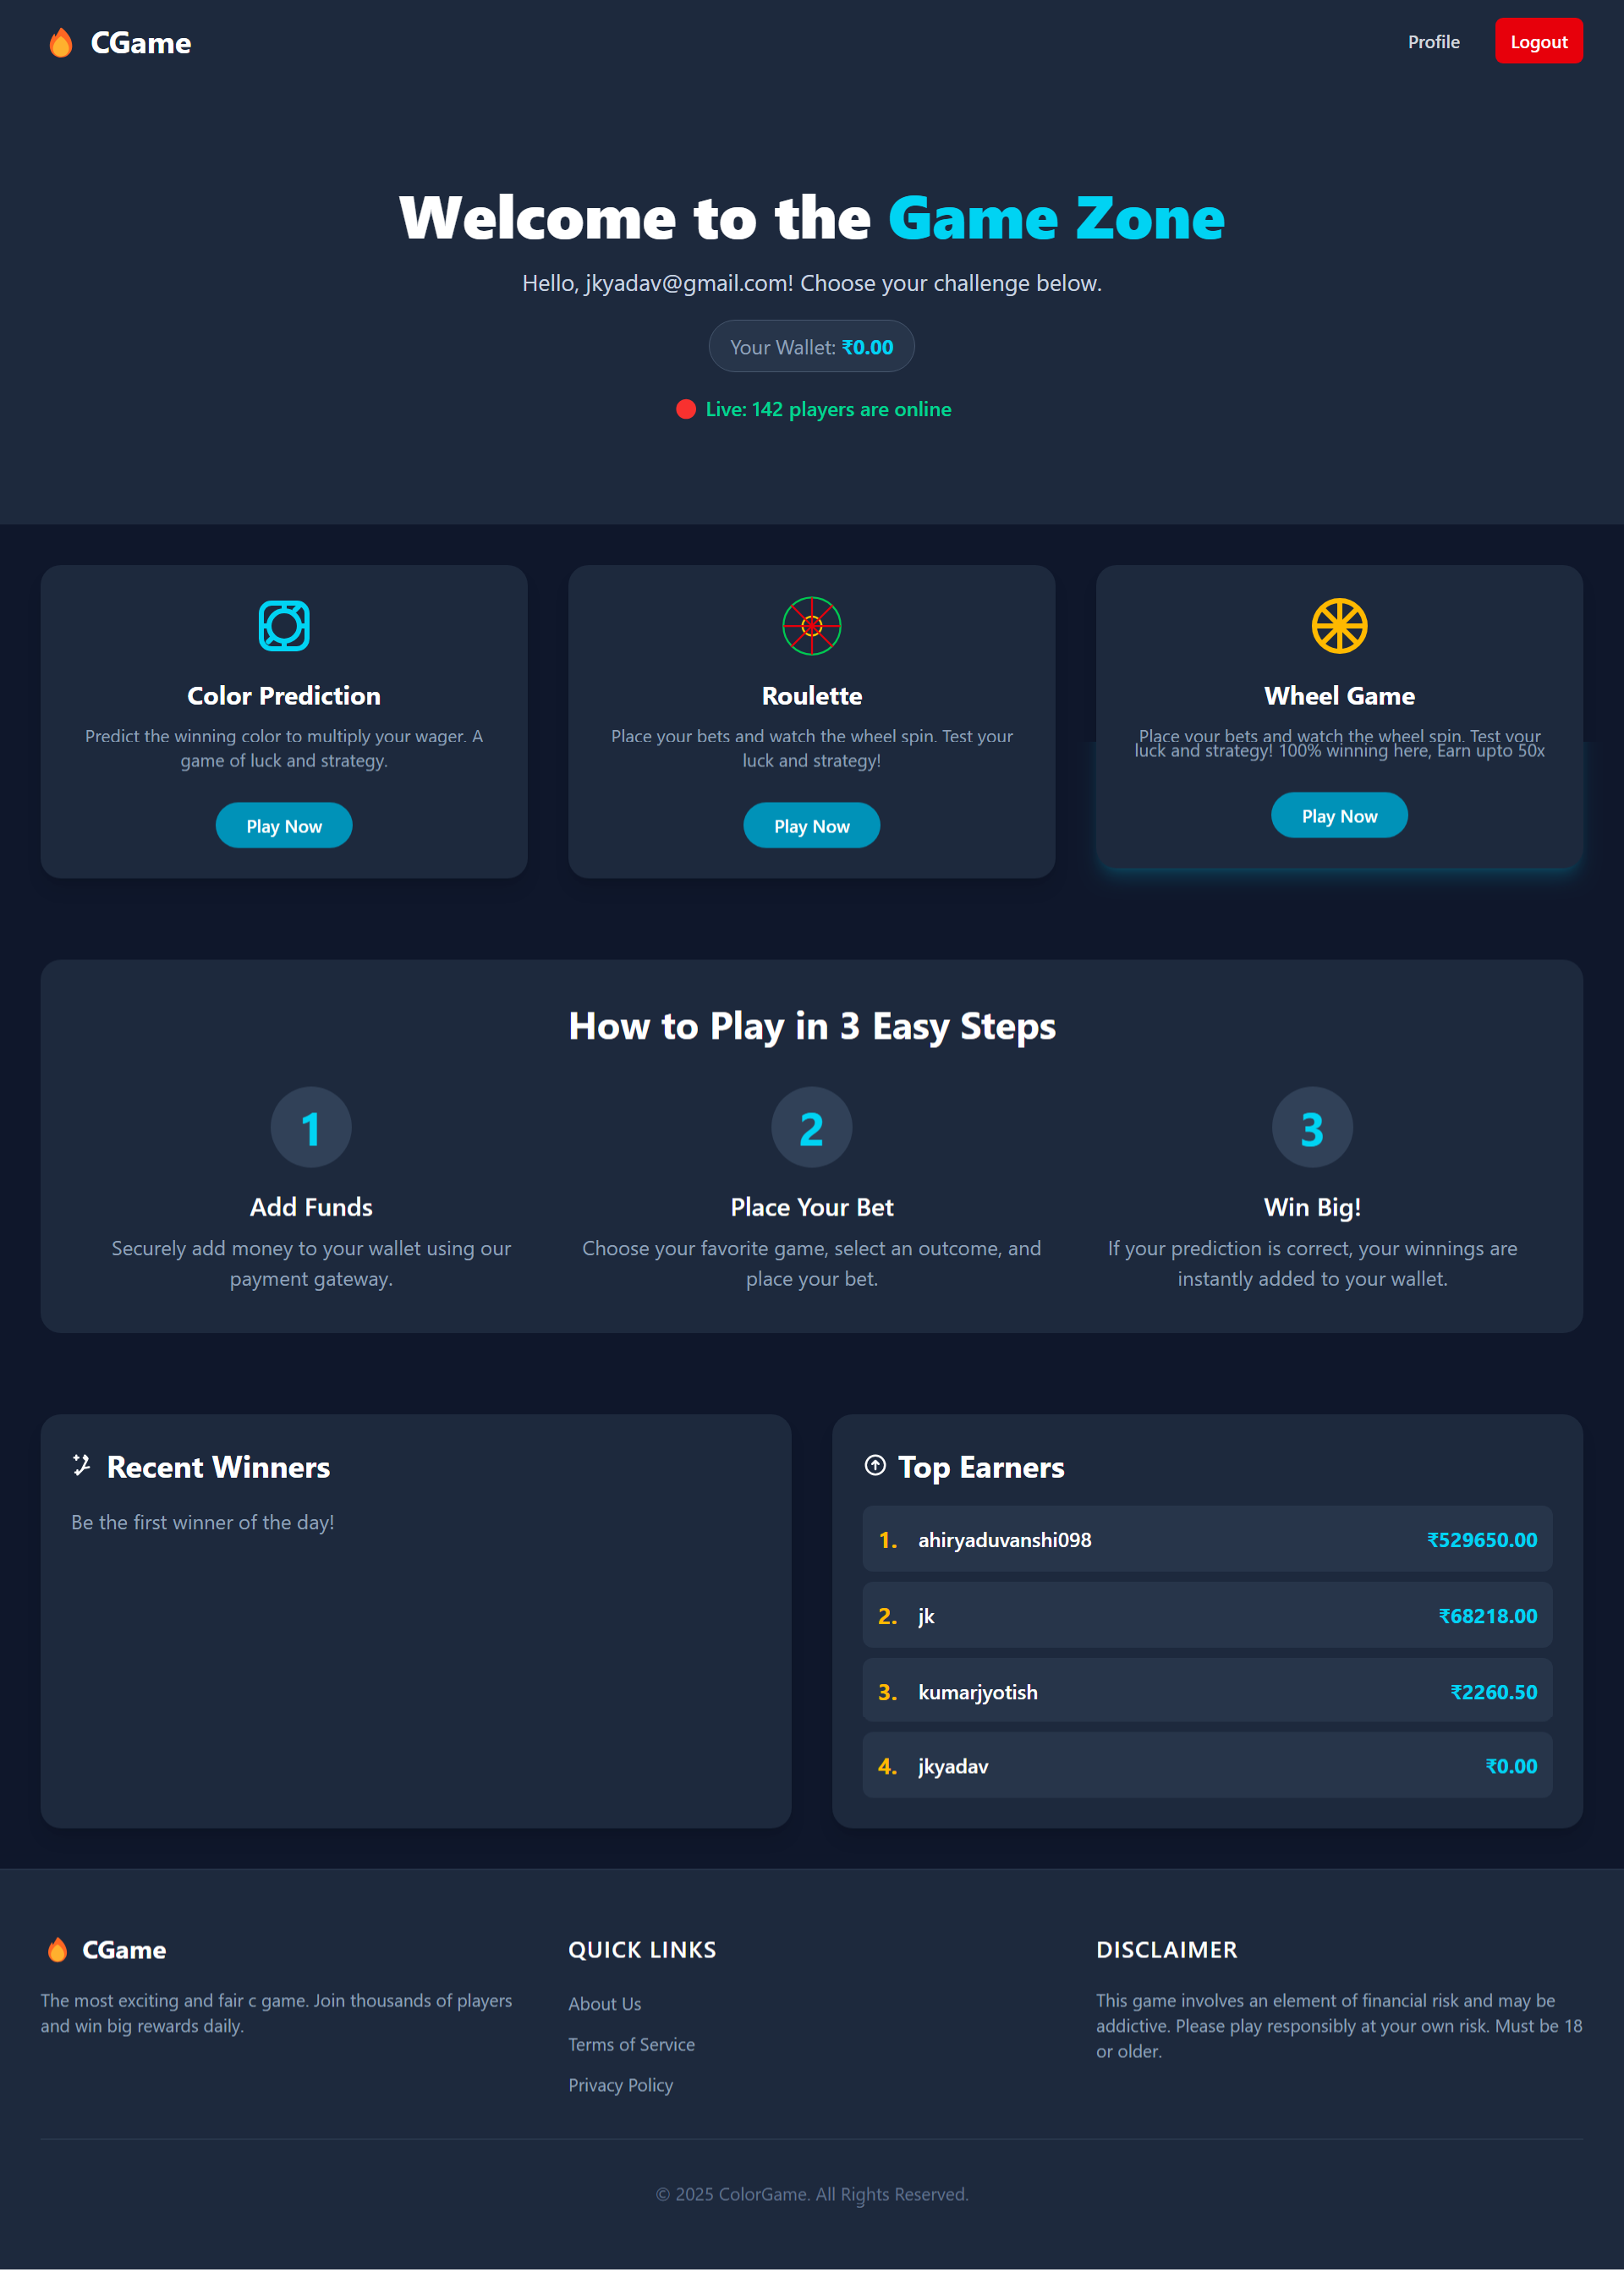 CGame
Profile
Logout
Welcome to the Game Zone
Hello, jkyadav@gmail.com! Choose your challenge below.
Your Wallet: ₹0.00
Live: 142 players are online
Color Prediction
Predict the winning color to multiply your wager. A
game of luck and strategy.
Play Now
Roulette
Place your bets and watch the wheel spin. Test your
luck and strategy!
Play Now
Wheel Game
Place your bets and watch the wheel spin. Test your
luck and strategy! 100% winning here, Earn upto 50x
Play Now
How to Play in 3 Easy Steps
1
Add Funds
Securely add money to your wallet using our
payment gateway.
2
Place Your Bet
Choose your favorite game, select an outcome, and
place your bet.
3
Win Big!
If your prediction is correct, your winnings are
instantly added to your wallet.
Recent Winners
Be the first winner of the day!
Top Earners
1. ahiryaduvanshi098 ₹529650.00
2. jk ₹68218.00
3. kumarjyotish ₹2260.50
4. jkyadav ₹0.00
CGame
The most exciting and fair c game. Join thousands of players
and win big rewards daily.
QUICK LINKS
About Us
Terms of Service
Privacy Policy
DISCLAIMER
This game involves an element of financial risk and may be
addictive. Please play responsibly at your own risk. Must be 18
or older.
© 2025 ColorGame. All Rights Reserved.